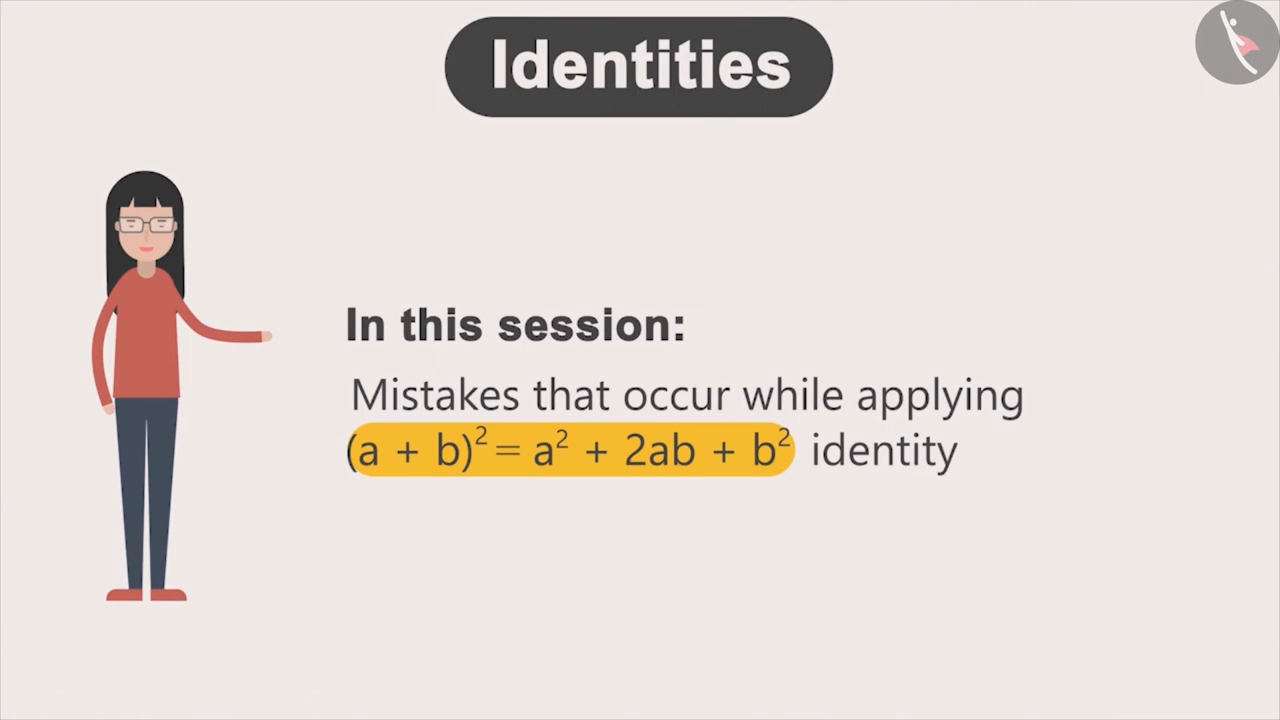 Identities
In this session:
Mistakes that occur while applying
(a + b)² = a² + 2ab + b² identity